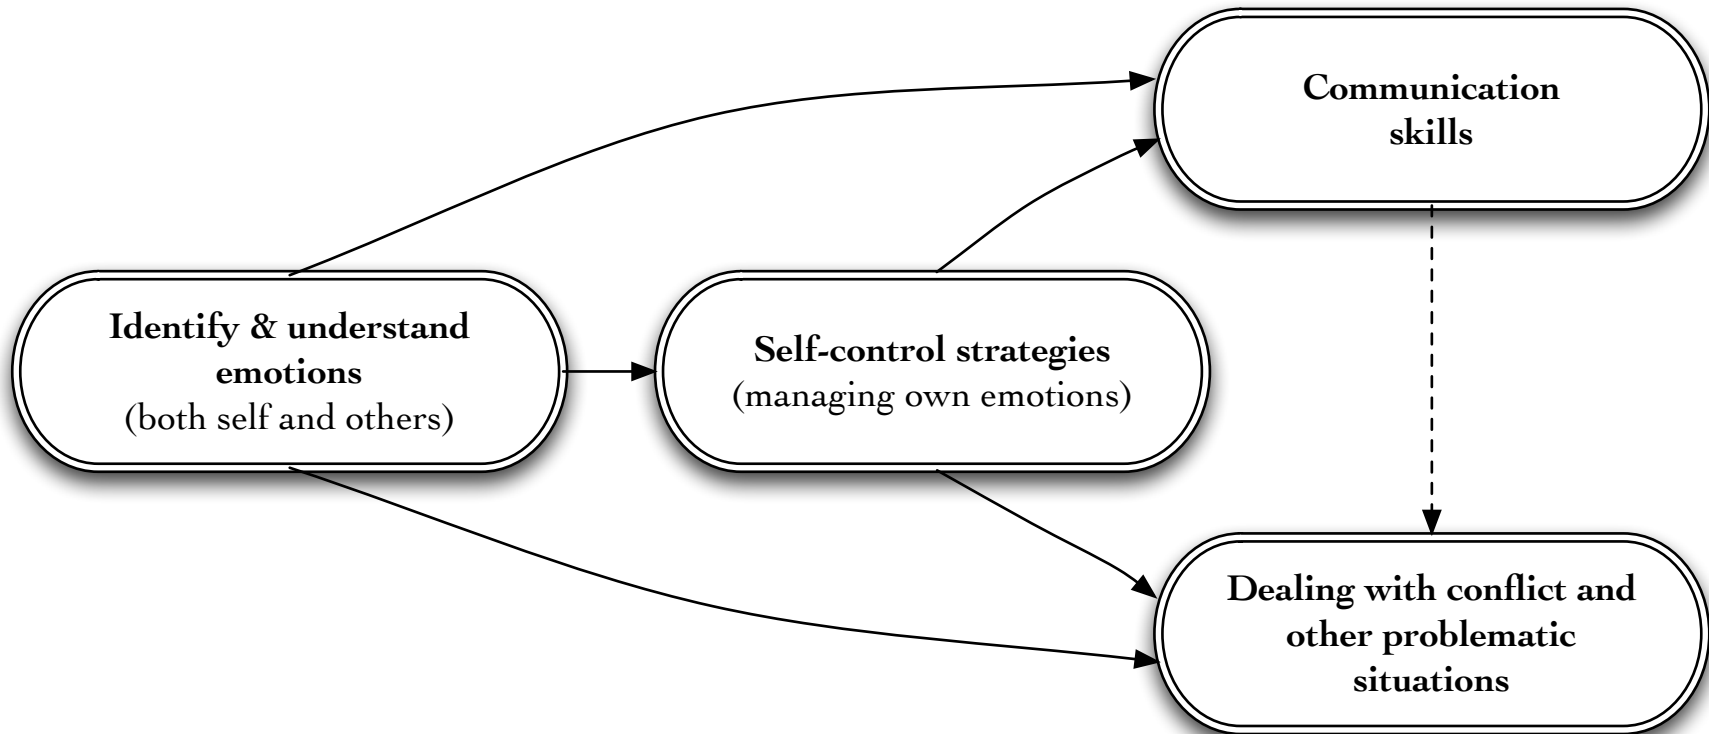 Communication
skills
Identify & understand
emotions
(both self and others)
Self-control strategies
(managing own emotions)
Dealing with conflict and
other problematic
situations